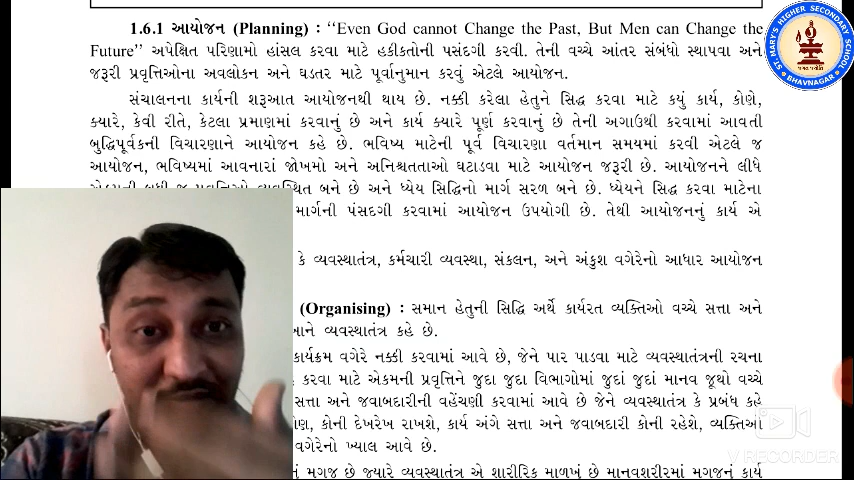 1.6.1 આયોજન (Planning) : “Even God cannot Change the Past, But Men can Change the
Future” અપેક્ષિત પરિણામો હાંસલ કરવા માટે હકીકતોની પસંદગી કરવી. તેની વચ્ચે આંતર સંબંધો સ્થાપવા અને
જરૂરી પ્રવૃત્તિઓના અવલોકન અને ઘડતર માટે પૂર્વાનુમાન કરવું એટલે આયોજન.
સંચાલનના કાર્યની શરૂઆત આયોજનથી થાય છે. નક્કી કરેલા હેતુને સિદ્ધ કરવા માટે કયું કાર્ય, કોણે,
ક્યારે, કેવી રીતે, કેટલા પ્રમાણમાં કરવાનું છે અને કાર્ય ક્યારે પૂર્ણ કરવાનું છે તેની અગાઉથી કરવામાં આવતી
બુદ્ધિપૂર્વકની વિચારણાને આયોજન કહે છે. ભવિષ્ય માટેની પૂર્વ વિચારણા વર્તમાન સમયમાં કરવી એટલે જ
આયોજન, ભવિષ્યમાં આવનારાં જોખમો અને અનિશ્ચતતાઓ ઘટાડવા માટે આયોજન જરૂરી છે. આયોજનને લીધે
વ્યવસ્થિત બને છે અને ધ્યેય સિદ્ધિનો માર્ગ સરળ બને છે. ધ્યેયને સિદ્ધ કરવા માટેના
માર્ગની પંસદગી કરવામાં આયોજન ઉપયોગી છે. તેથી આયોજનનું કાર્ય એ
કે વ્યવસ્થાતંત્ર, કર્મચારી વ્યવસ્થા, સંકલન, અને અંકુશ વગેરેનો આધાર આયોજન
(Organising) : સમાન હેતુની સિદ્ધિ અર્થે કાર્યરત વ્યક્તિઓ વચ્ચે સત્તા અને
વ્યવસ્થાતંત્ર કહે છે.
કાર્યક્રમ વગેરે નક્કી કરવામાં આવે છે, જેને પાર પાડવા માટે વ્યવસ્થાતંત્રની રચના
કરવા માટે એકમની પ્રવૃત્તિને જુદા જુદા વિભાગોમાં જુદાં જુદાં માનવ જૂથો વચ્ચે
સત્તા અને જવાબદારીની વહેંચણી કરવામાં આવે છે જેને વ્યવસ્થાતંત્ર કે પ્રબંધ કહે
કોની દેખરેખ રાખશે, કાર્ય અંગે સત્તા અને જવાબદારી કોની રહેશે, વ્યક્તિઓ
વગેરેનો ખ્યાલ આવે છે.
મગજ છે જ્યારે વ્યવસ્થાતંત્ર એ શારીરિક માળખું છે માનવશરીરમાં મગજનું કાર્ય
ST. MARY'S HIGHER SECONDARY SCHOOL
BHAVNAGAR
V RECORDER